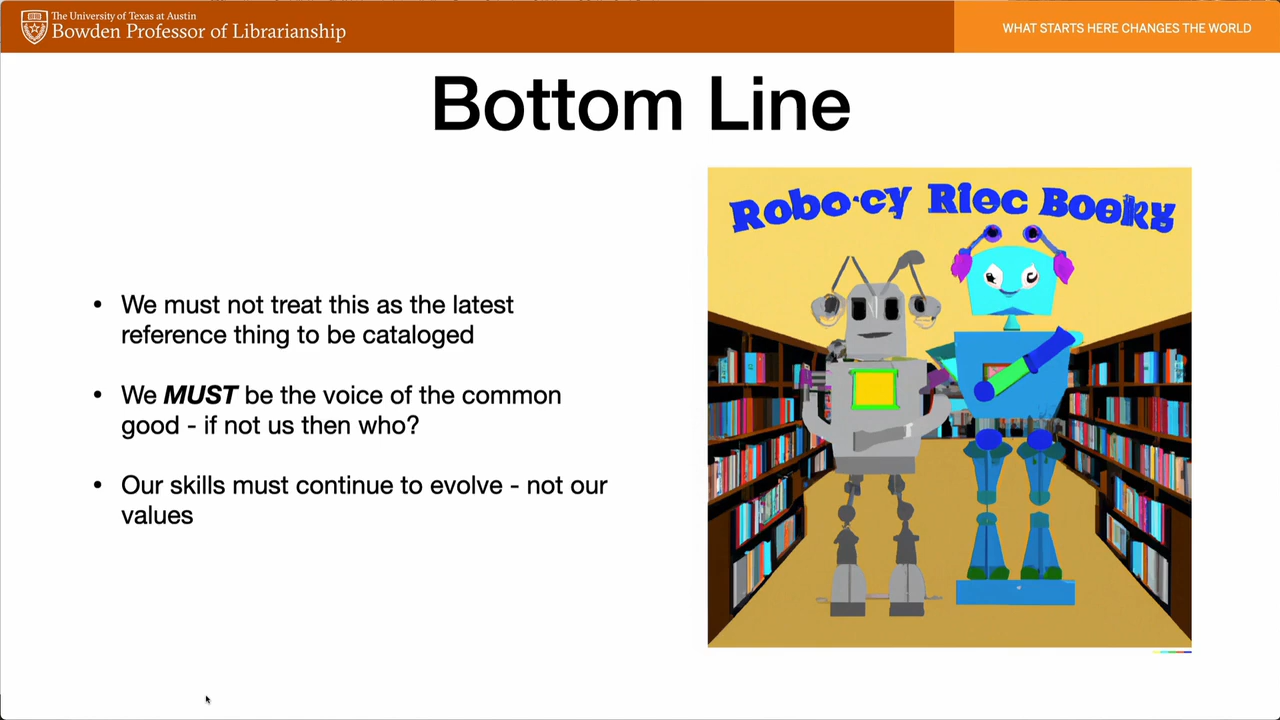 The University of Texas at Austin
Bowden Professor of Librarianship
WHAT STARTS HERE CHANGES THE WORLD
Bottom Line
• We must not treat this as the latest
reference thing to be cataloged
• We MUST be the voice of the common
good - if not us then who?
• Our skills must continue to evolve - not our
values
Robo·cy Rioc Booky